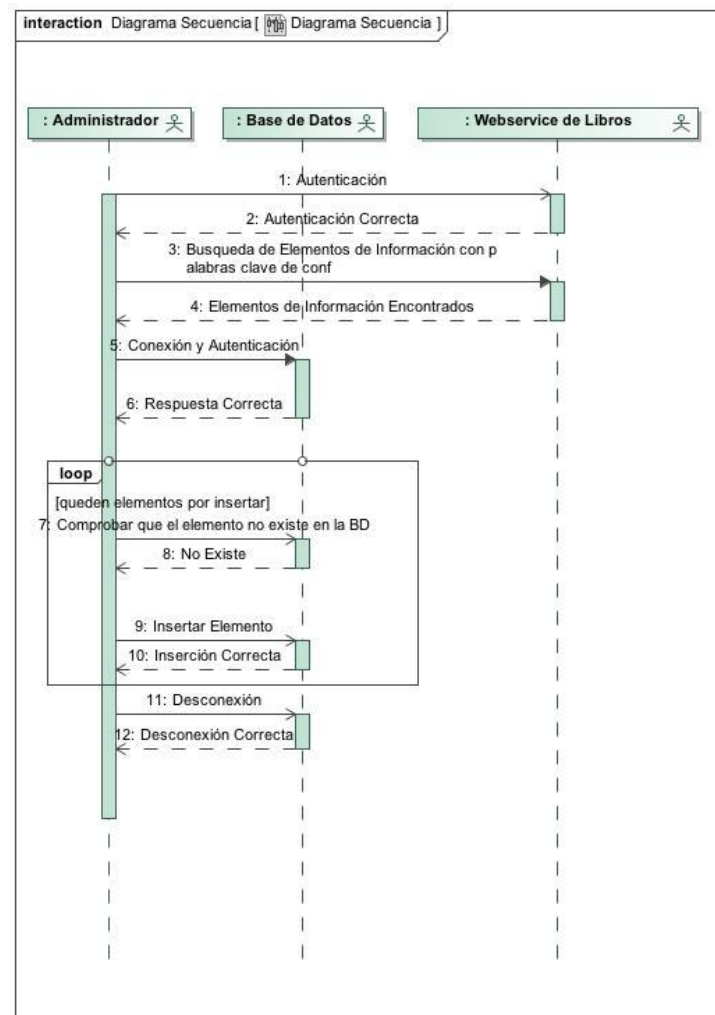 interaction Diagrama Secuencia [ Diagrama Secuencia ]
: Administrador
: Base de Datos
: Webservice de Libros
1: Autenticación
2: Autenticación Correcta
3: Busqueda de Elementos de Información con p
alabras clave de conf
4: Elementos de Información Encontrados
5: Conexión y Autenticación
6: Respuesta Correcta
loop
[queden elementos por insertar]
7: Comprobar que el elemento no existe en la BD
8: No Existe
9: Insertar Elemento
10: Inserción Correcta
11: Desconexión
12: Desconexión Correcta